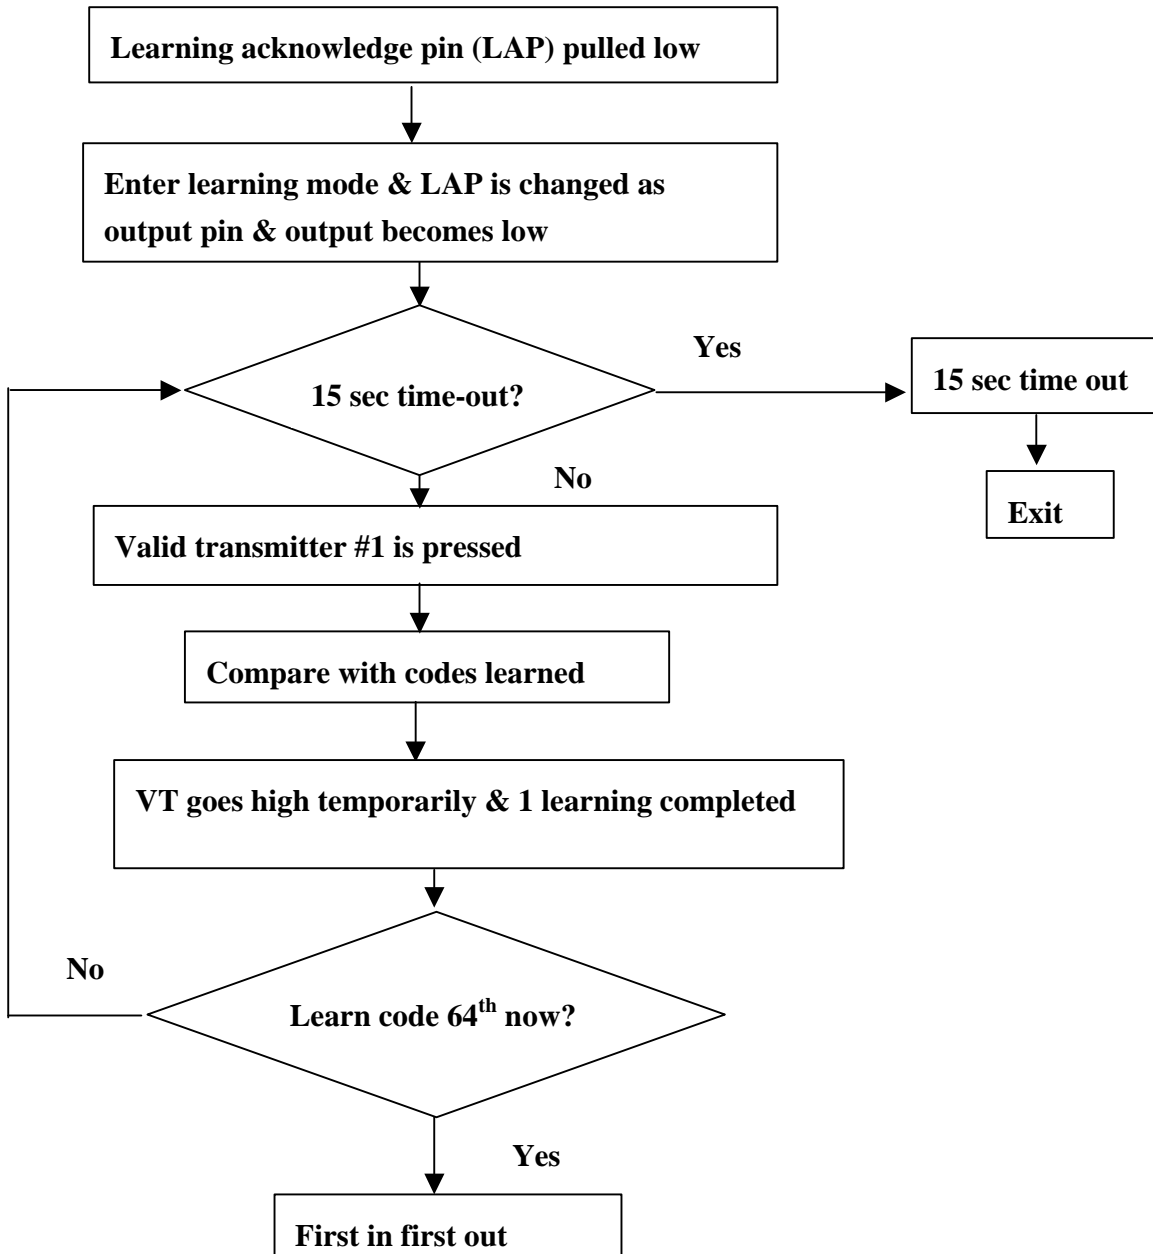 Learning acknowledge pin (LAP) pulled low
Enter learning mode & LAP is changed as
output pin & output becomes low
Yes
15 sec time-out?
15 sec time out
No
Exit
Valid transmitter #1 is pressed
Compare with codes learned
VT goes high temporarily & 1 learning completed
No
Learn code 64th now?
Yes
First in first out